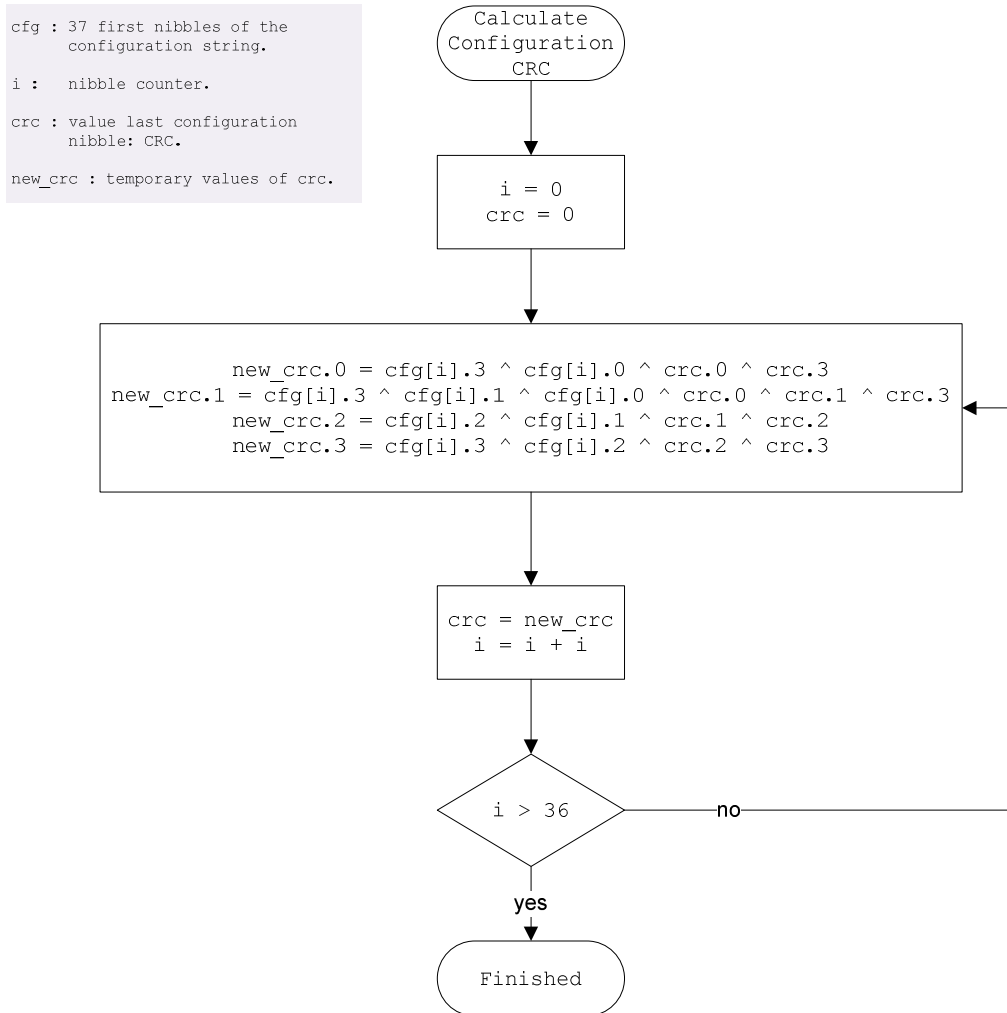 cfg : 37 first nibbles of the
configuration string.
i : nibble counter.
crc : value last configuration
nibble: CRC.
new_crc : temporary values of crc.
Calculate
Configuration
CRC
i = 0
crc = 0
new_crc.0 = cfg[i].3 ^ cfg[i].0 ^ crc.0 ^ crc.3
new_crc.1 = cfg[i].3 ^ cfg[i].1 ^ cfg[i].0 ^ crc.0 ^ crc.1 ^ crc.3
new_crc.2 = cfg[i].2 ^ cfg[i].1 ^ crc.1 ^ crc.2
new_crc.3 = cfg[i].3 ^ cfg[i].2 ^ crc.2 ^ crc.3
crc = new_crc
i = i + i
i > 36
no
yes
Finished